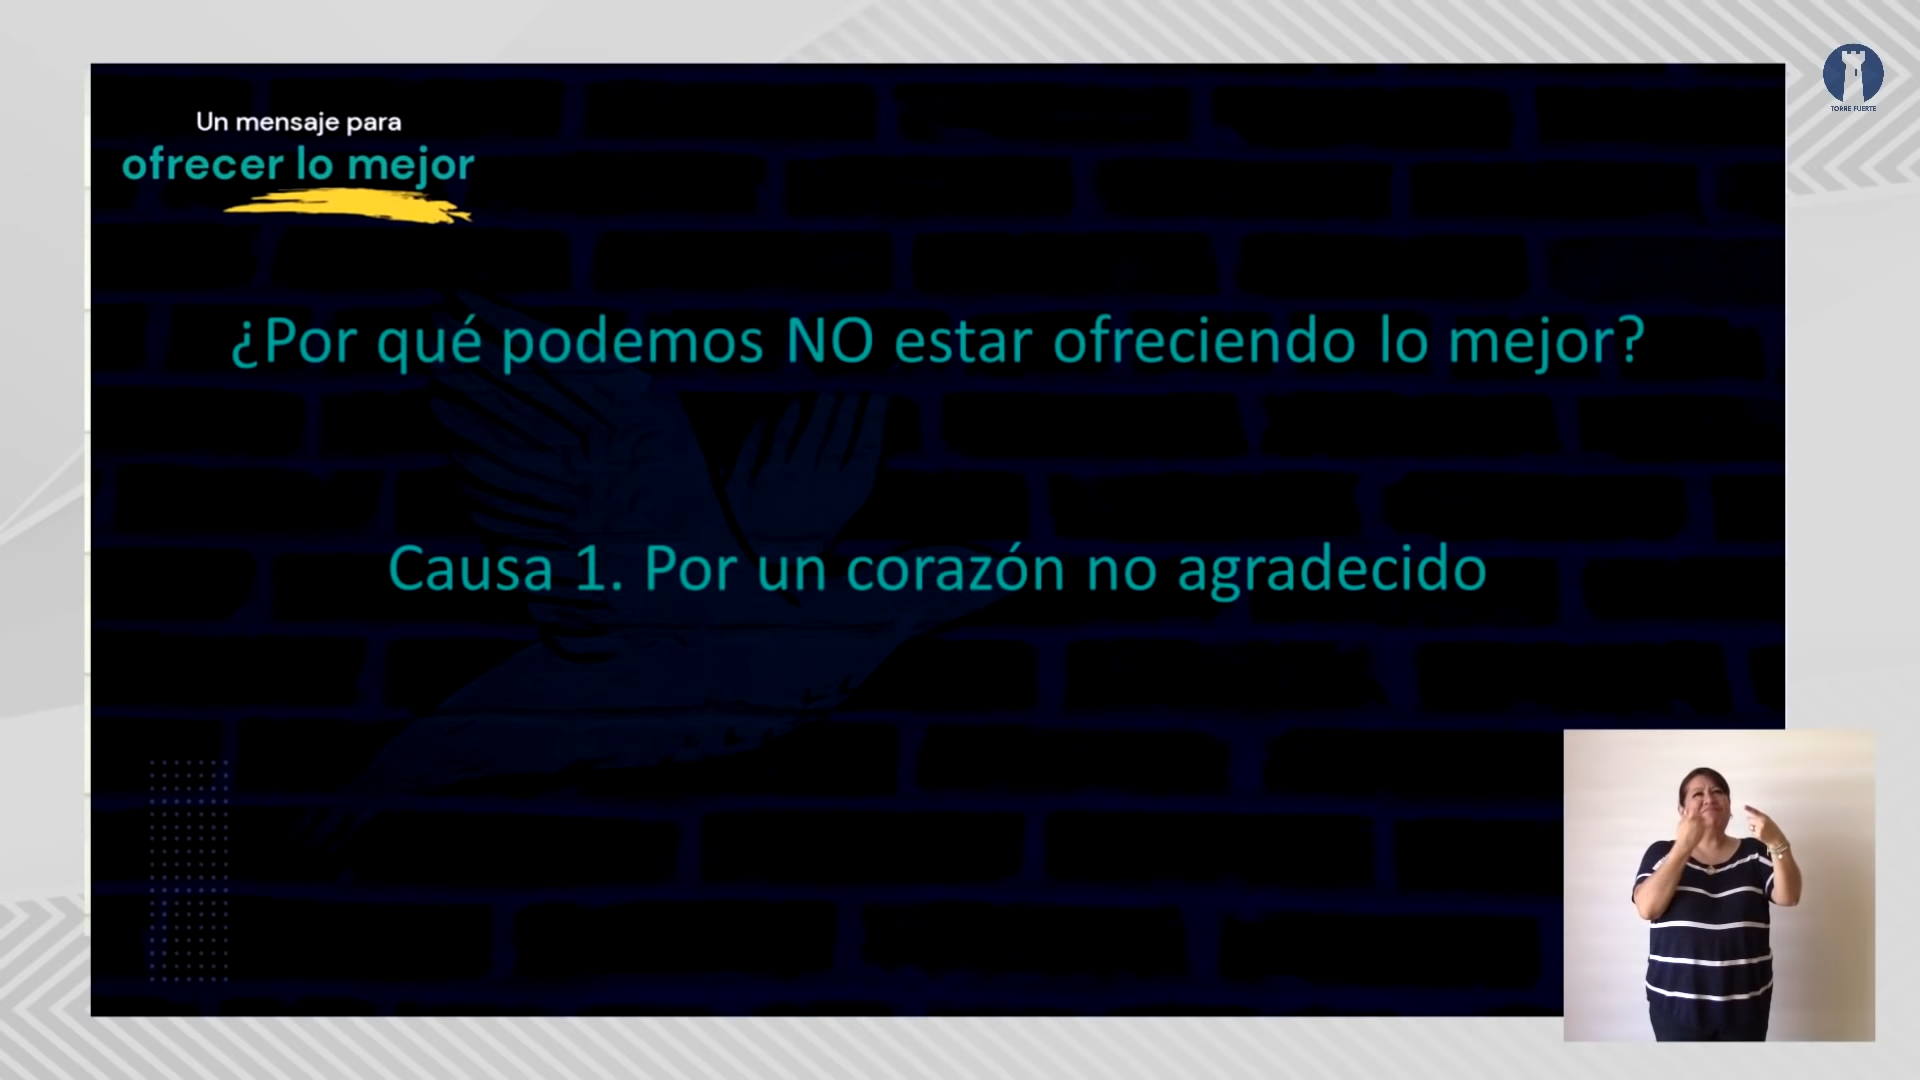 Un mensaje para
ofrecer lo mejor
¿Por qué podemos NO estar ofreciendo lo mejor?
Causa 1. Por un corazón no agradecido
TORRE FUERTE